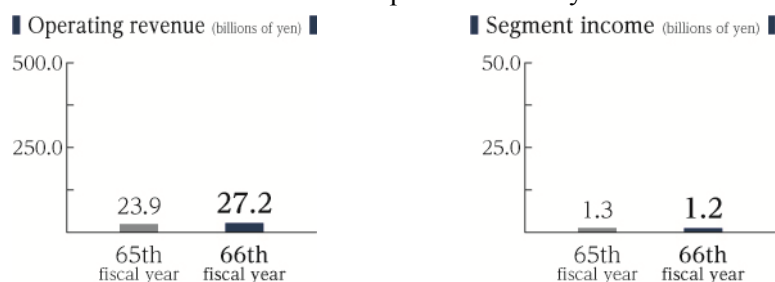 Operating revenue (billions of yen)
500.0
250.0
23.9
27.2
65th
fiscal year
66th
fiscal year
Segment income (billions of yen)
50.0
25.0
1.3
1.2
65th
fiscal year
66th
fiscal year